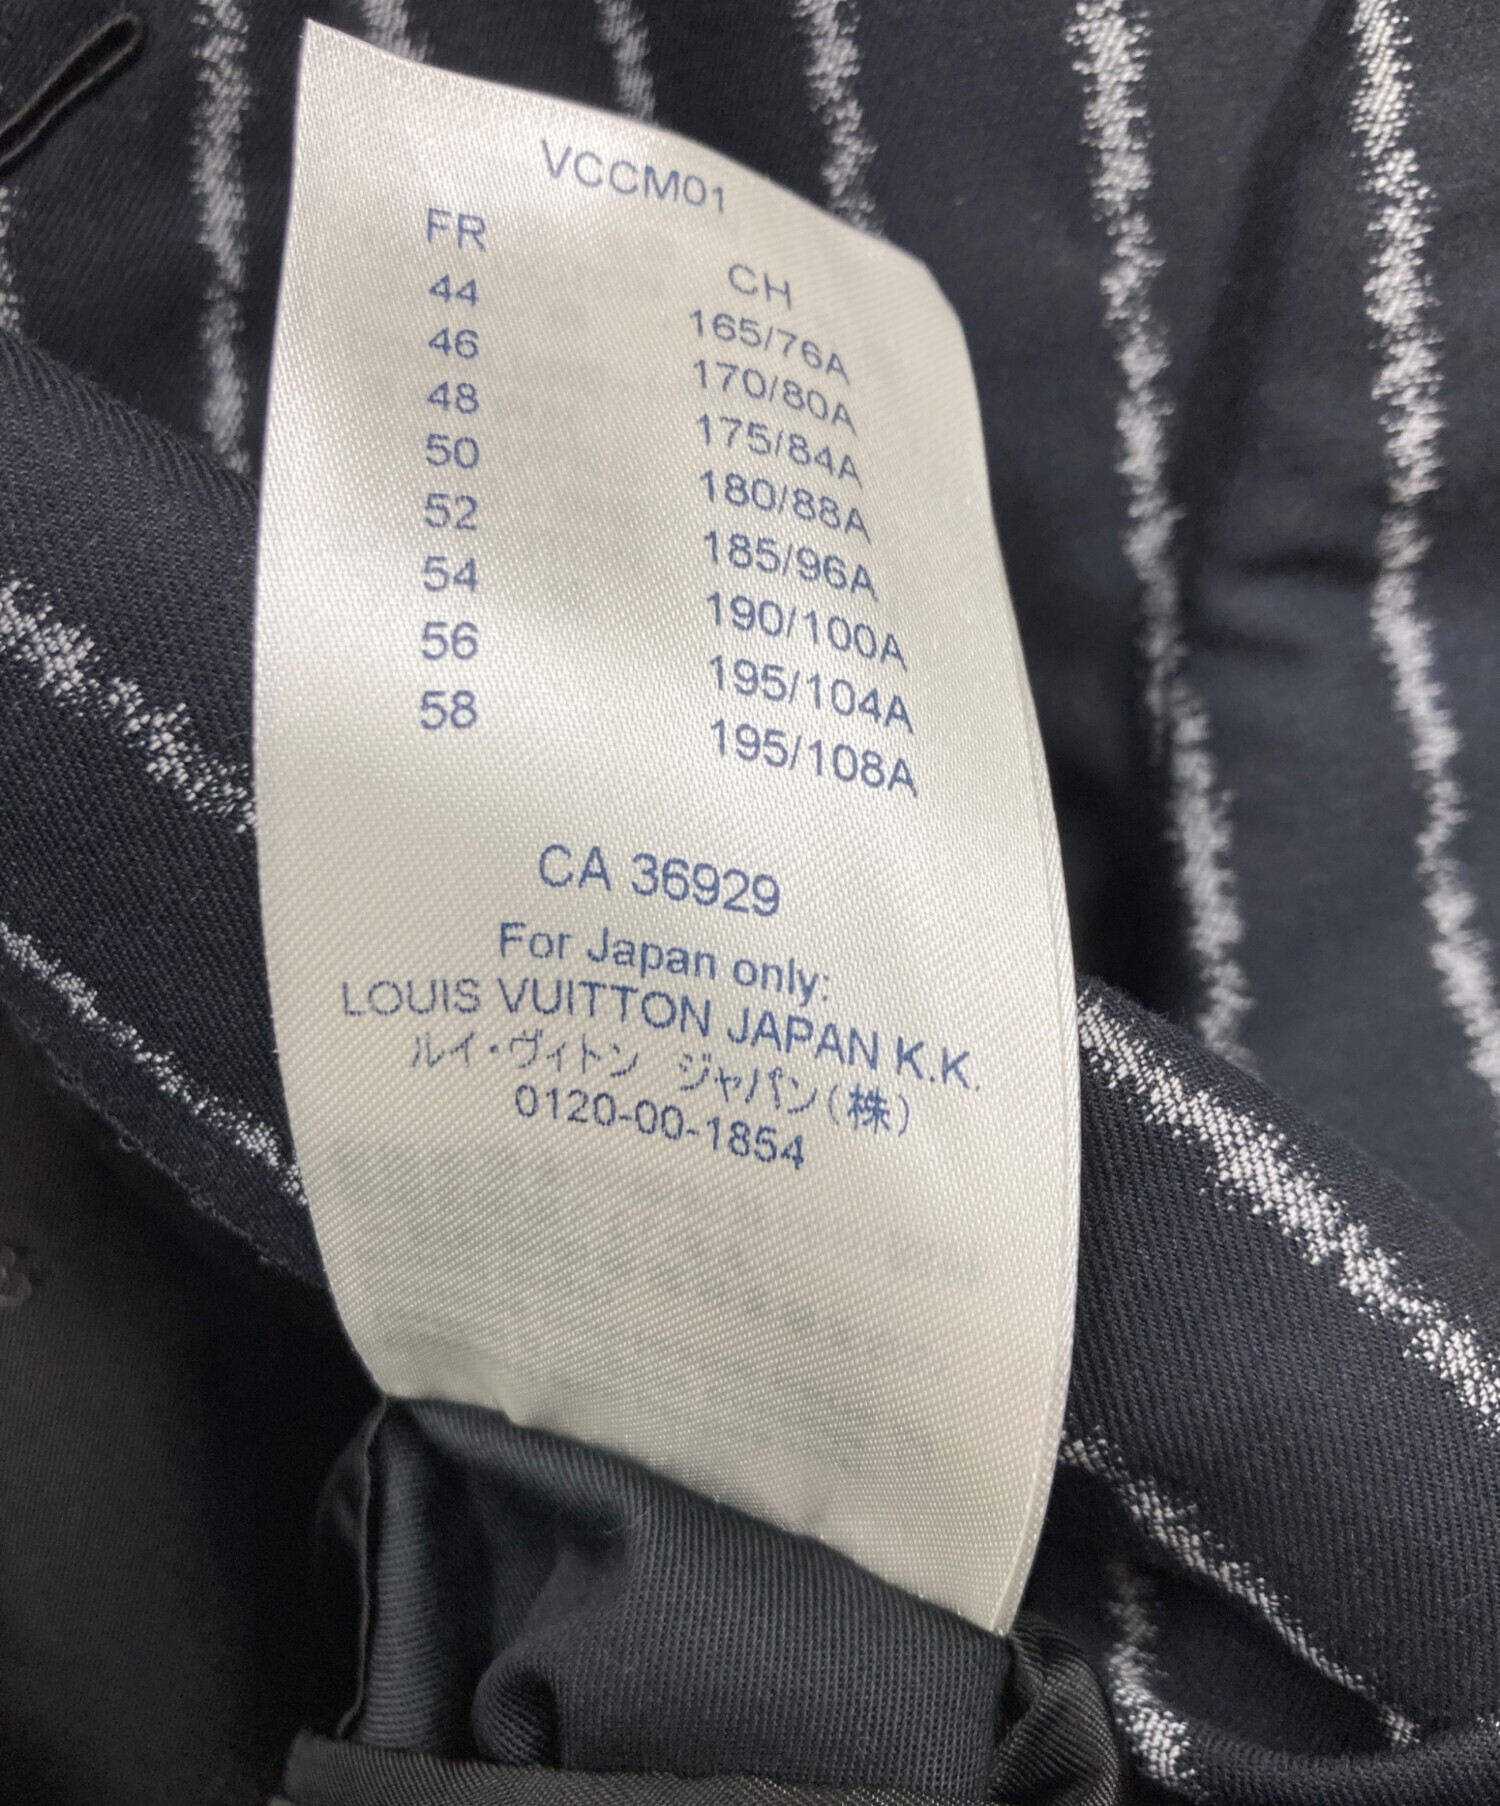 VCCM01
FR CH
44 165/76A
46 170/80A
48 175/84A
50 180/88A
52 185/96A
54 190/100A
56 195/104A
58 195/108A
CA 36929
For Japan only:
LOUIS VUITTON JAPAN K.K.
ルイ・ヴィトン ジャパン(株)
0120-00-1854